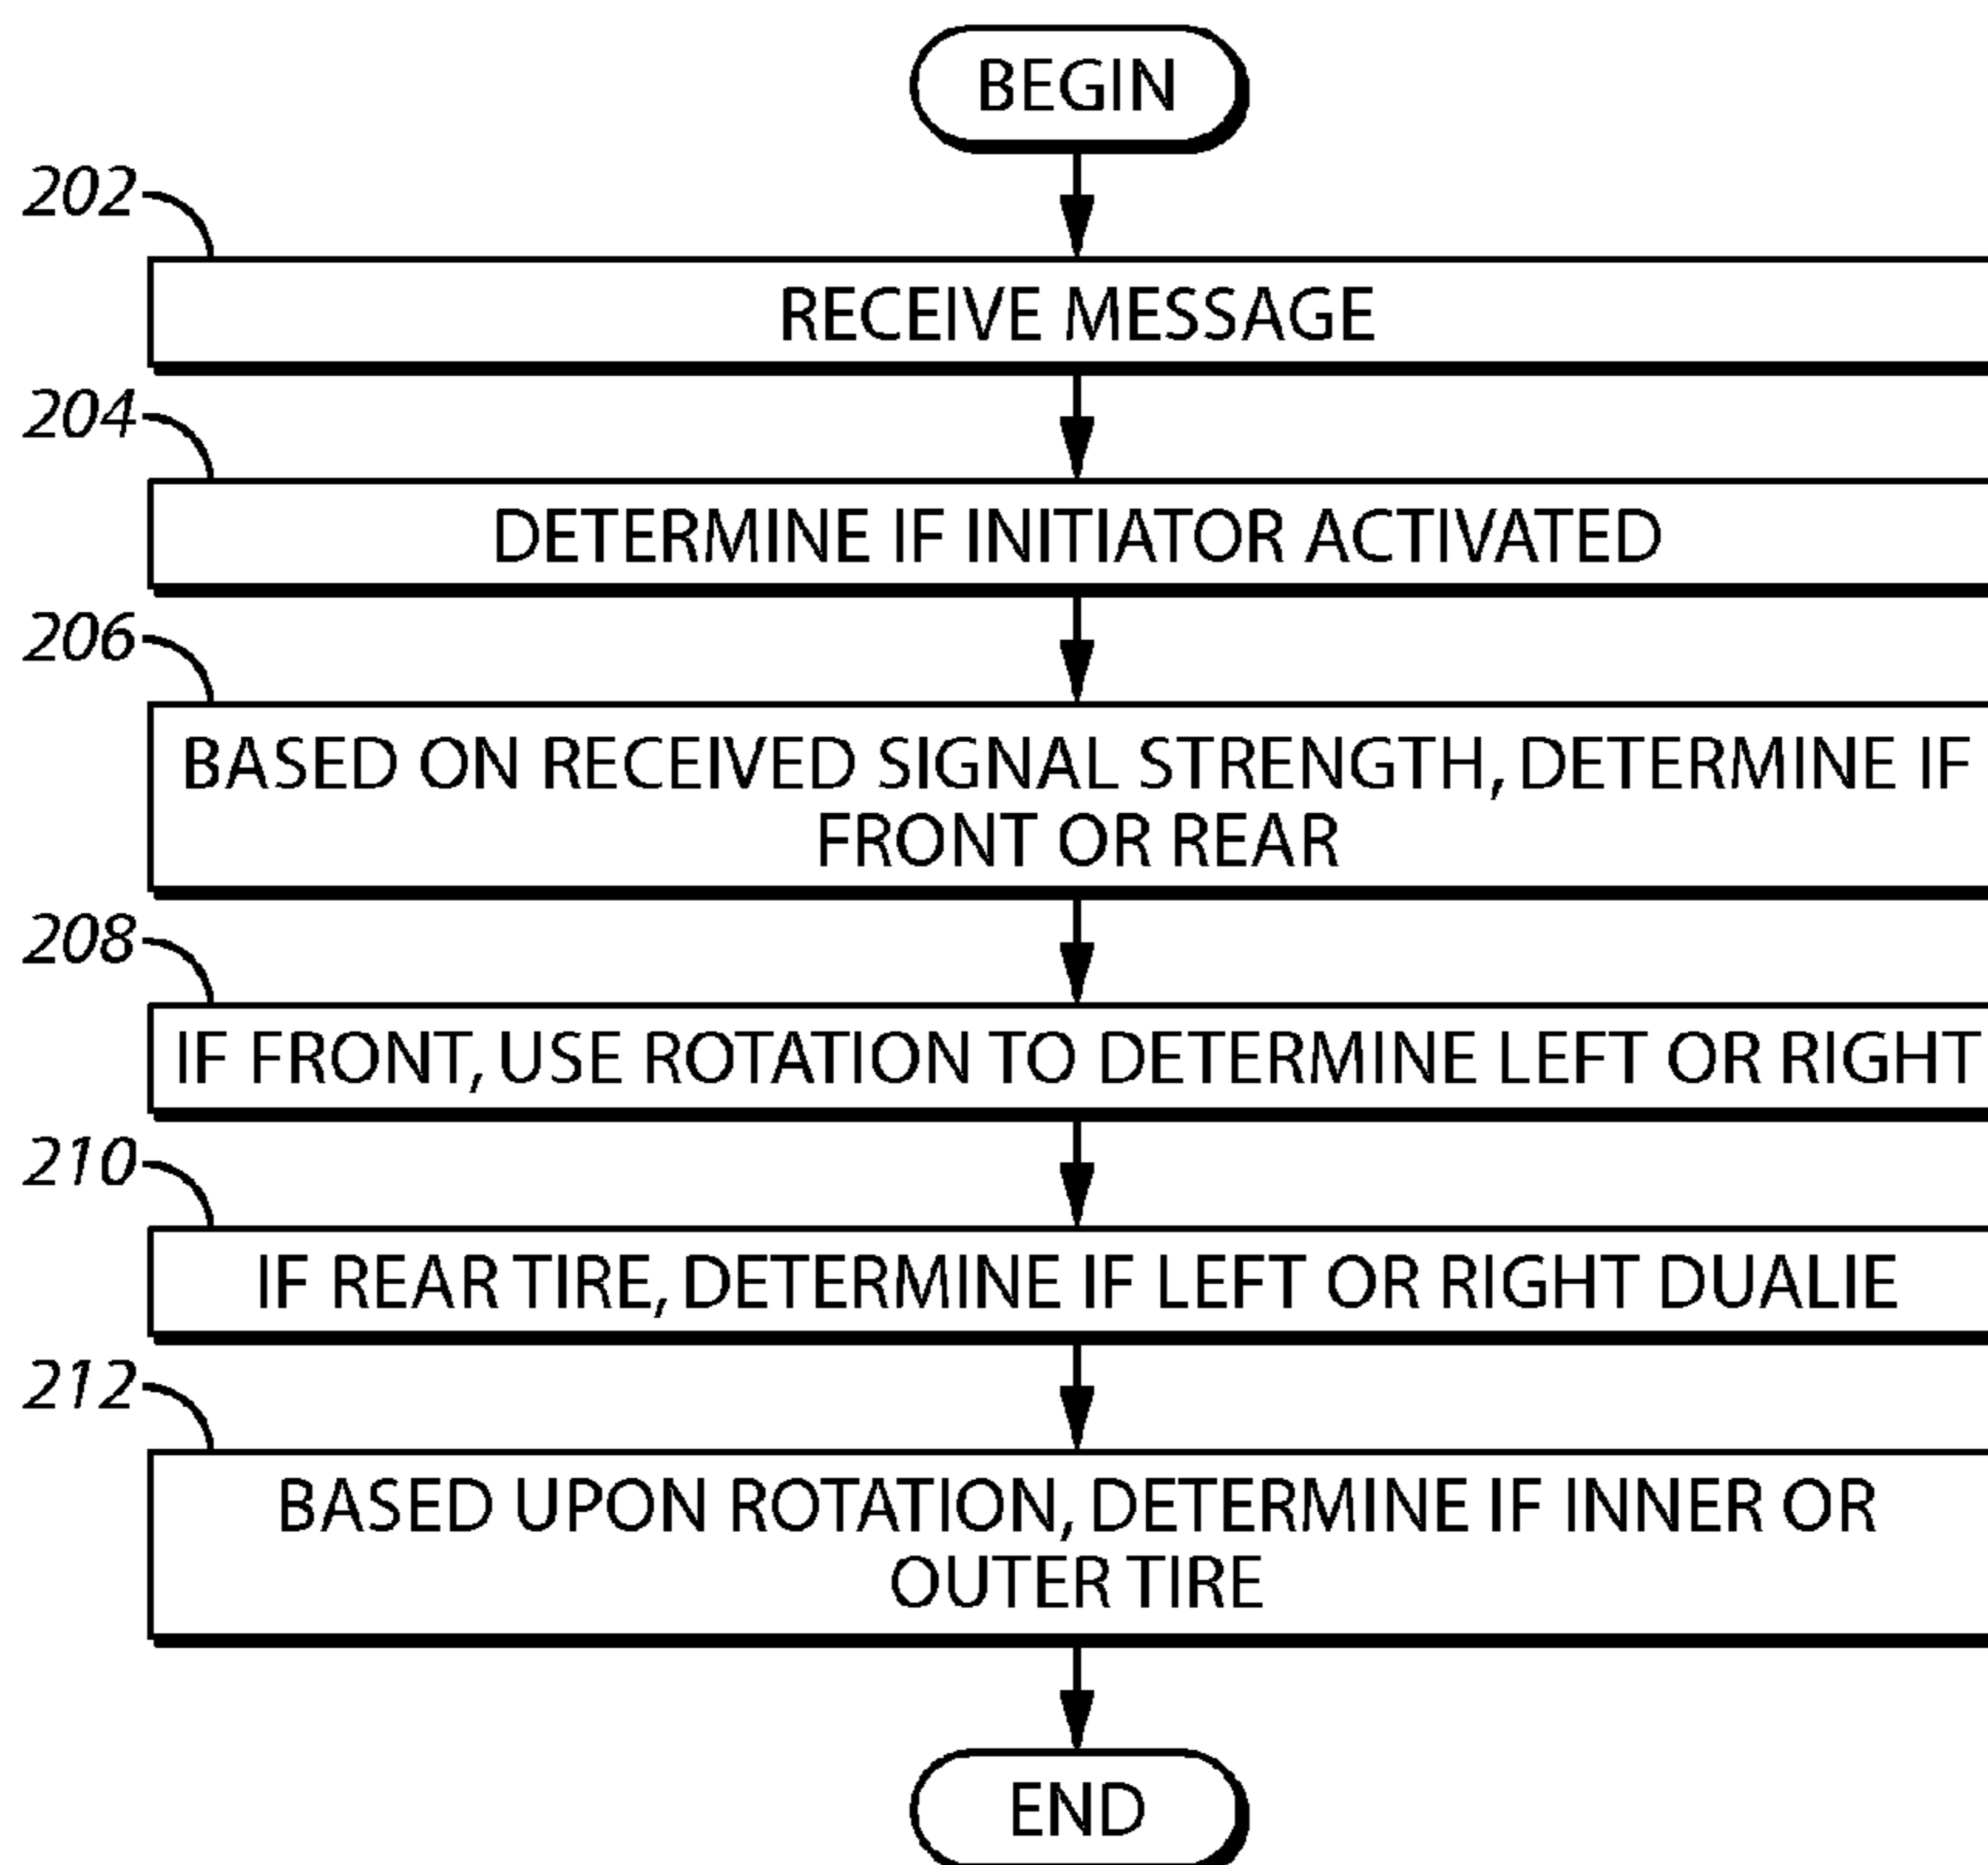 BEGIN
202
RECEIVE MESSAGE
204
DETERMINE IF INITIATOR ACTIVATED
206
BASED ON RECEIVED SIGNAL STRENGTH, DETERMINE IF
FRONT OR REAR
208
IF FRONT, USE ROTATION TO DETERMINE LEFT OR RIGHT
210
IF REAR TIRE, DETERMINE IF LEFT OR RIGHT DUALIE
212
BASED UPON ROTATION, DETERMINE IF INNER OR
OUTER TIRE
END